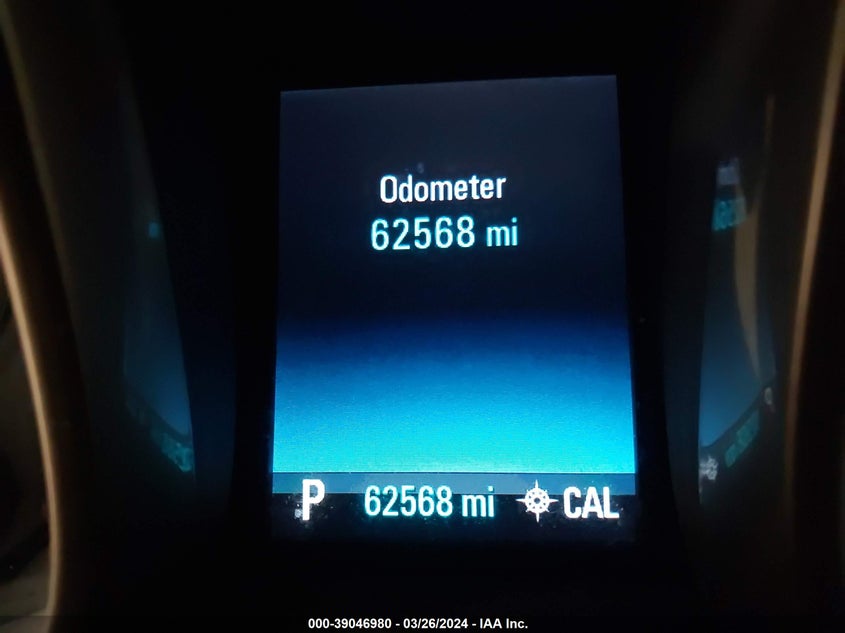 Odometer
62568 mi
P 62568 mi CAL
000-39046980 - 03/26/2024 - IAA Inc.